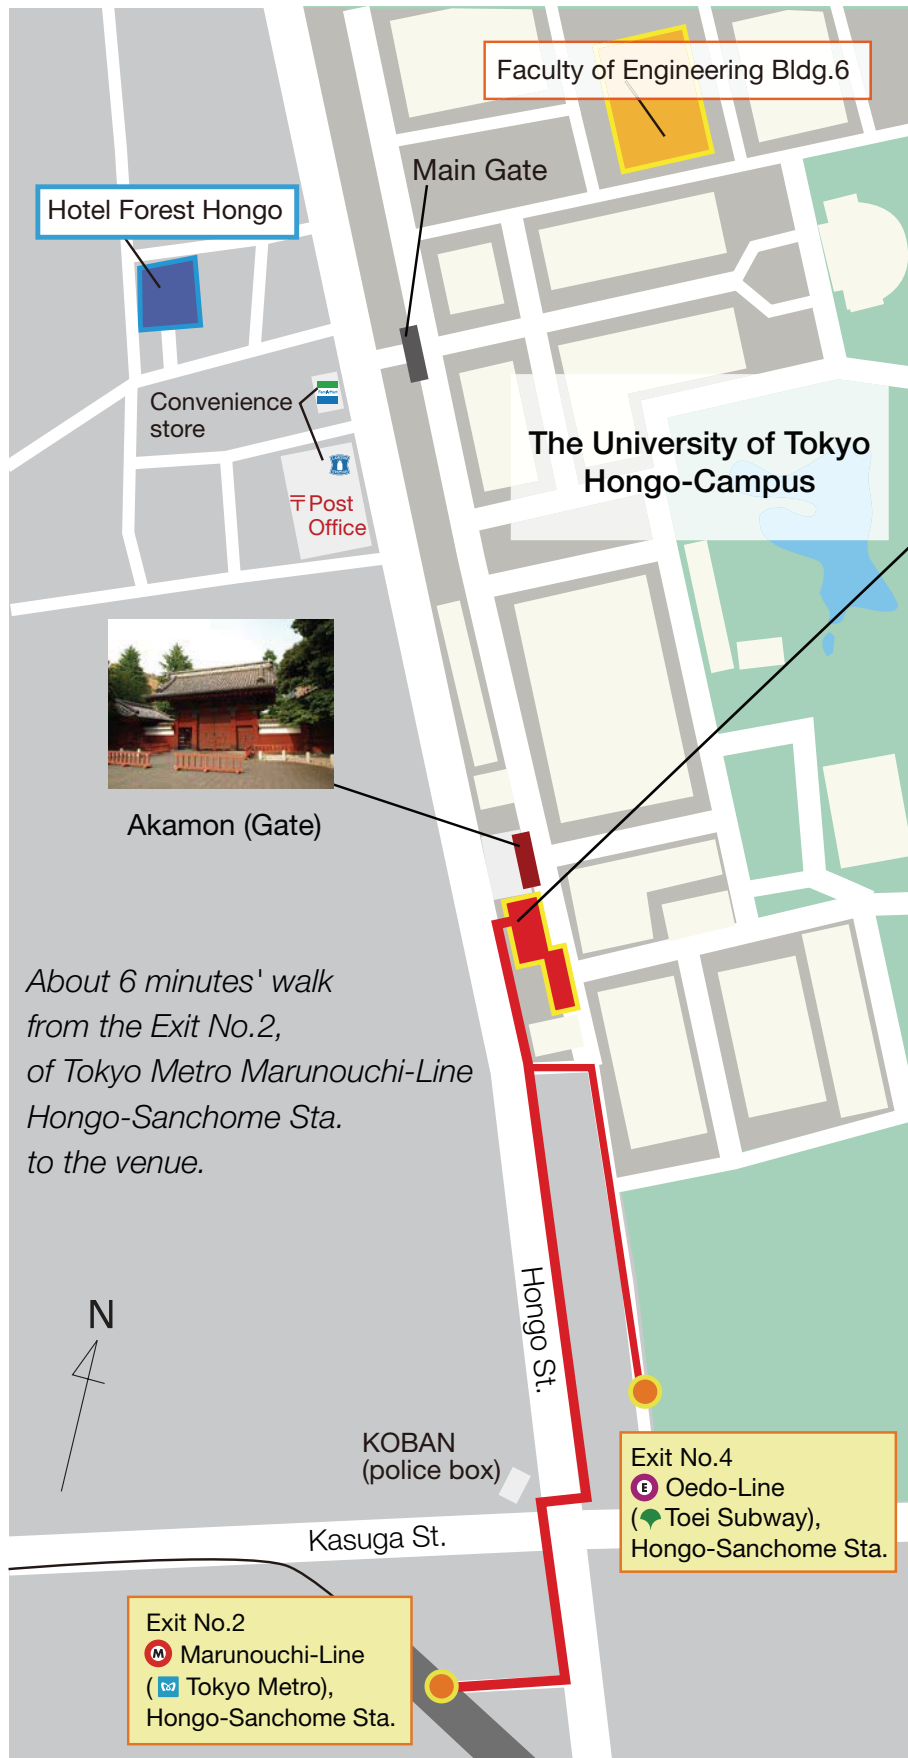 Faculty of Engineering Bldg.6
Main Gate
Hotel Forest Hongo
Convenience
store
〒Post
Office
The University of Tokyo
Hongo-Campus
Akamon (Gate)
About 6 minutes' walk
from the Exit No.2,
of Tokyo Metro Marunouchi-Line
Hongo-Sanchome Sta.
to the venue.
N
Hongo St.
KOBAN
(police box)
Kasuga St.
Exit No.4
E Oedo-Line
(Toei Subway),
Hongo-Sanchome Sta.
Exit No.2
M Marunouchi-Line
(Tokyo Metro),
Hongo-Sanchome Sta.